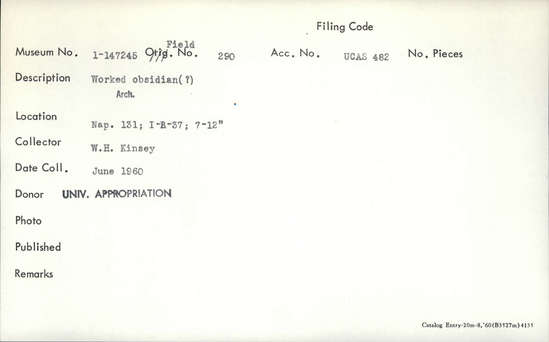 Filing Code
Field
Museum No. 1-147245 Orig. No. 290 Acc. No. UCAS 482 No. Pieces
Description Worked obsidian(?)
Arch.
Location Nap. 131; I-R-37; 7-12"
Collector W.H. Kinsey
Date Coll. June 1960
Donor UNIV. APPROPRIATION
Photo
Published
Remarks
Catalog Entry-20m-8,'60(B3127m)4131